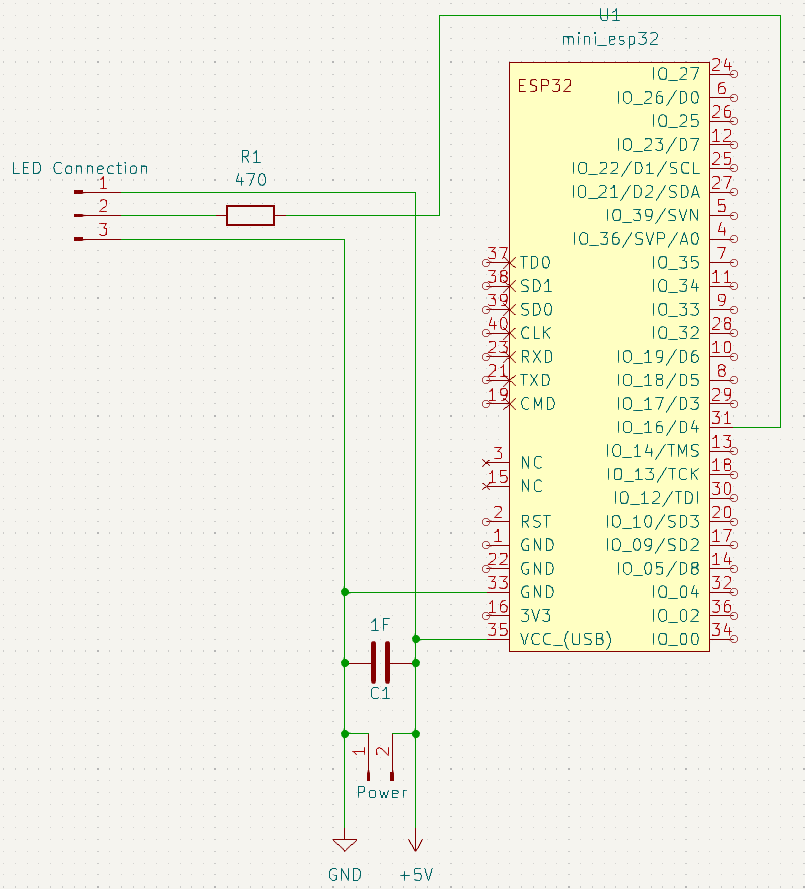 U1
mini_esp32
ESP32
IO_27 24
IO_26/D0 6
IO_25 26
IO_23/D7 12
IO_22/D1/SCL 25
IO_21/D2/SDA 27
IO_39/SVN 5
IO_36/SVP/A0 4
IO_35 7
IO_34 11
IO_33 9
IO_32 28
IO_19/D6 10
IO_18/D5 8
IO_17/D3 29
IO_16/D4 31
IO_14/TMS 13
IO_13/TCK 18
IO_12/TDI 30
IO_10/SD3 20
IO_09/SD2 17
IO_05/D8 14
IO_04 32
IO_02 36
IO_00 34
37 TD0
38 SD1
39 SD0
40 CLK
23 RXD
21 TXD
19 CMD
3 NC
15 NC
2 RST
1 GND
22 GND
33 GND
16 3V3
35 VCC_(USB)
LED Connection
1
2
3
R1
470
1F
C1
1
2
Power
GND
+5V